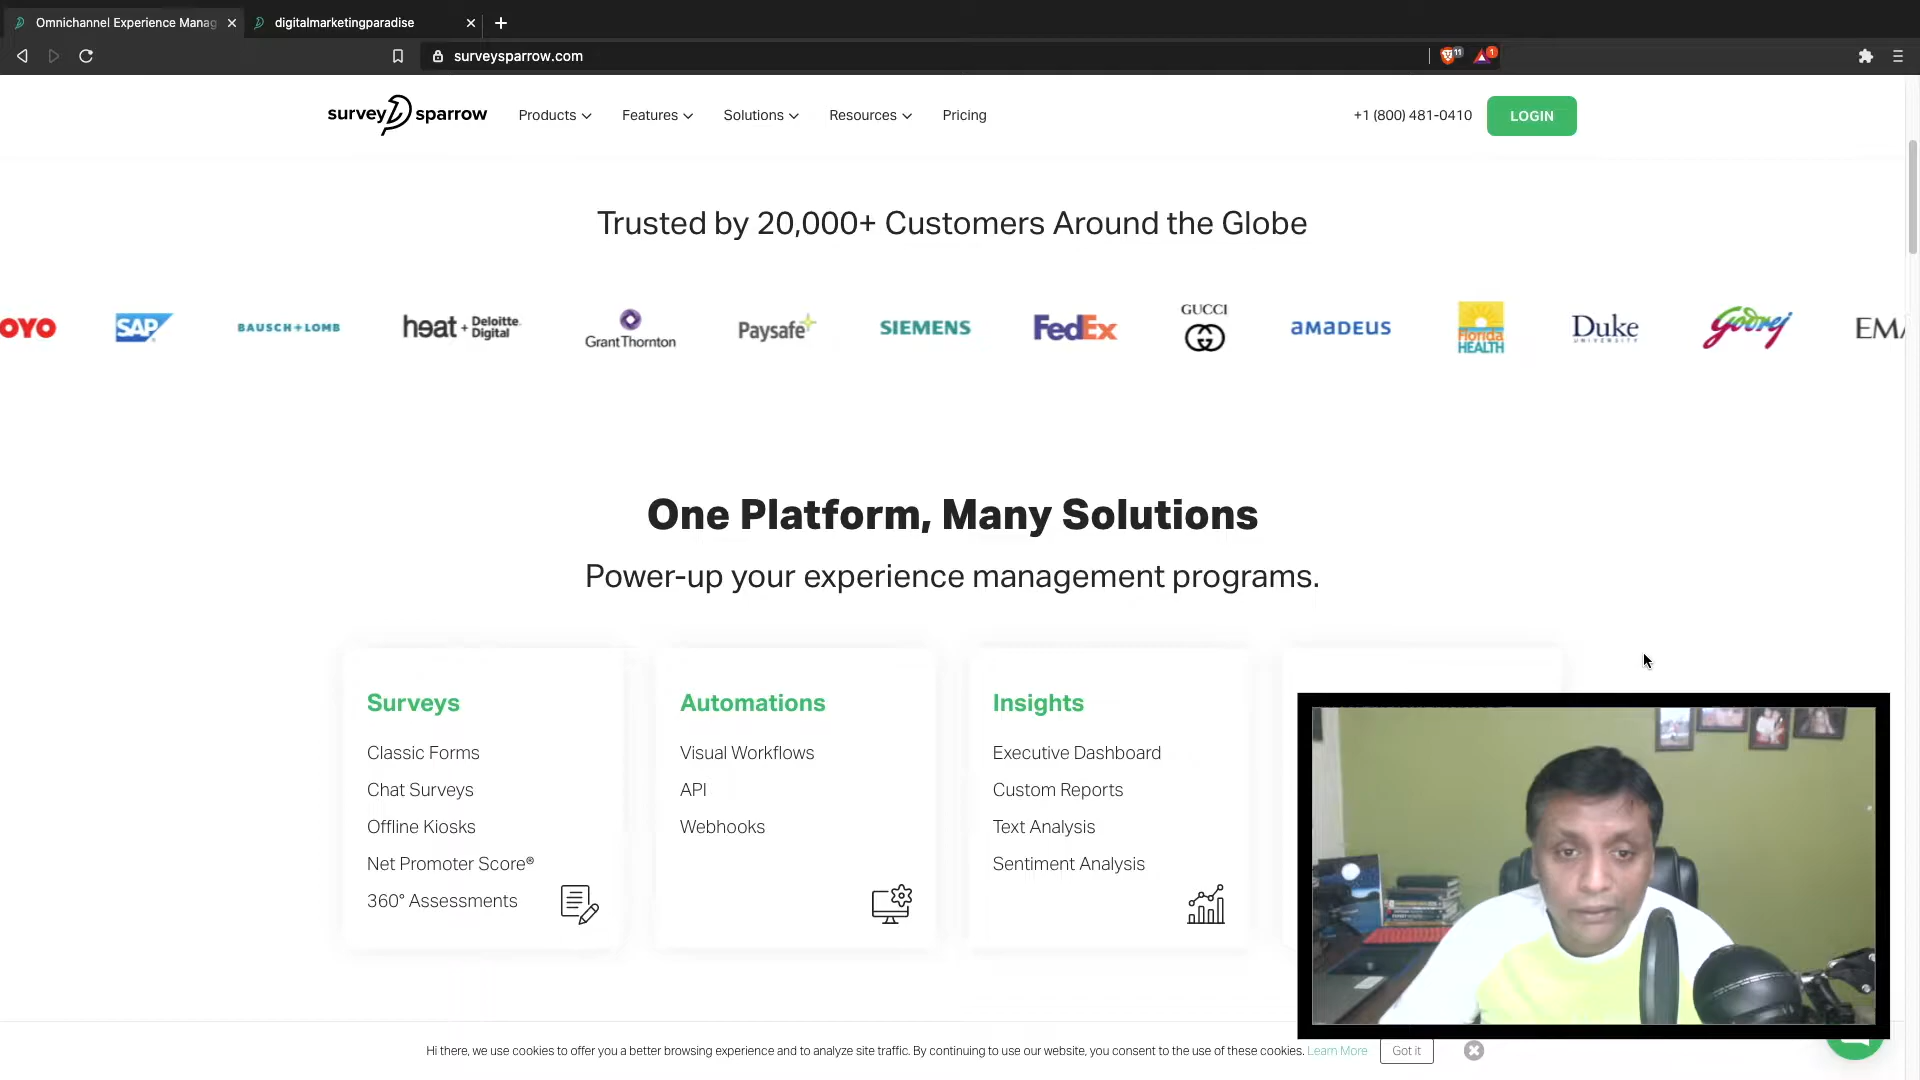 Omnichannel Experience Manag
digitalmarketingparadise
surveysparrow.com
11
1
survey sparrow
Products
Features
Solutions
Resources
Pricing
+1 (800) 481-0410
LOGIN
Trusted by 20,000+ Customers Around the Globe
OYO
SAP
BAUSCH+LOMB
heat + Deloitte Digital
Grant Thornton
Paysafe
SIEMENS
FedEx
GUCCI
amadeus
Florida HEALTH
Duke UNIVERSITY
Godrej
EMA
One Platform, Many Solutions
Power-up your experience management programs.
Surveys
Classic Forms
Chat Surveys
Offline Kiosks
Net Promoter Score®
360° Assessments
Automations
Visual Workflows
API
Webhooks
Insights
Executive Dashboard
Custom Reports
Text Analysis
Sentiment Analysis
Hi there, we use cookies to offer you a better browsing experience and to analyze site traffic. By continuing to use our website, you consent to the use of these cookies. Learn More
Got it